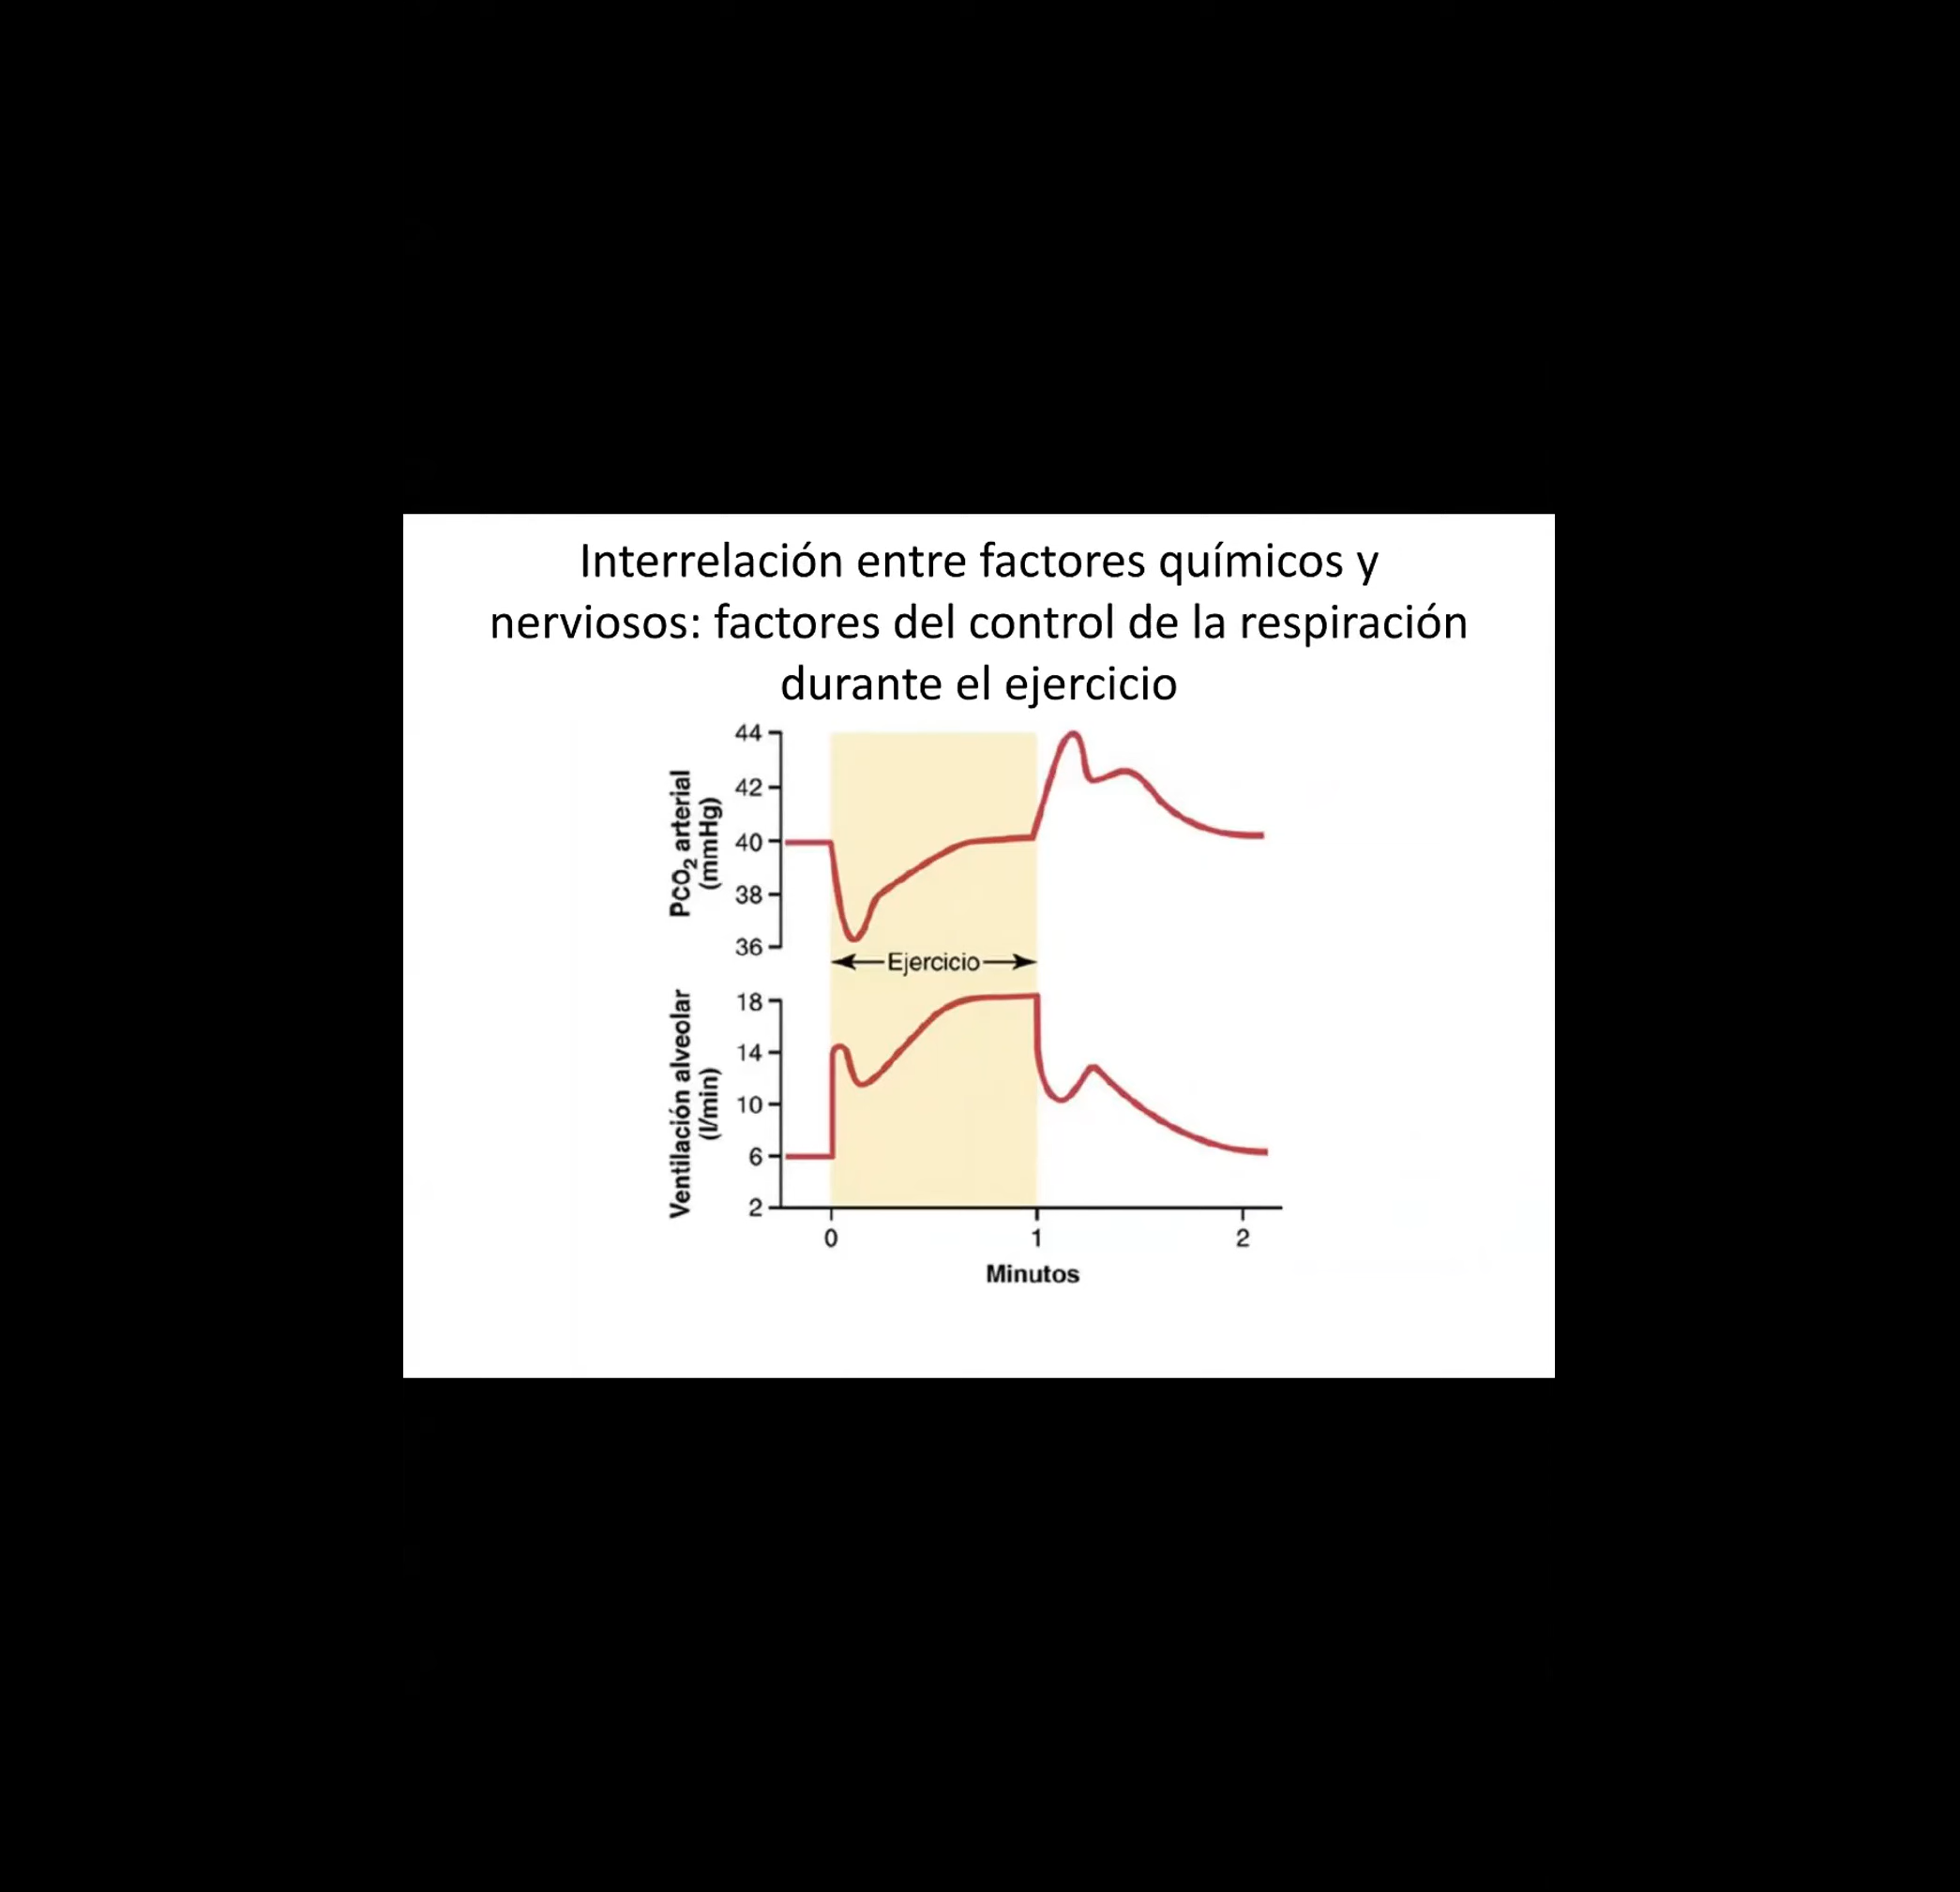 Interrelación entre factores químicos y
nerviosos: factores del control de la respiración
durante el ejercicio
PCO2 arterial
(mmHg)
44
42
40
38
36
Ejercicio
Ventilación alveolar
(l/min)
18
14
10
6
2
0 1 2
Minutos